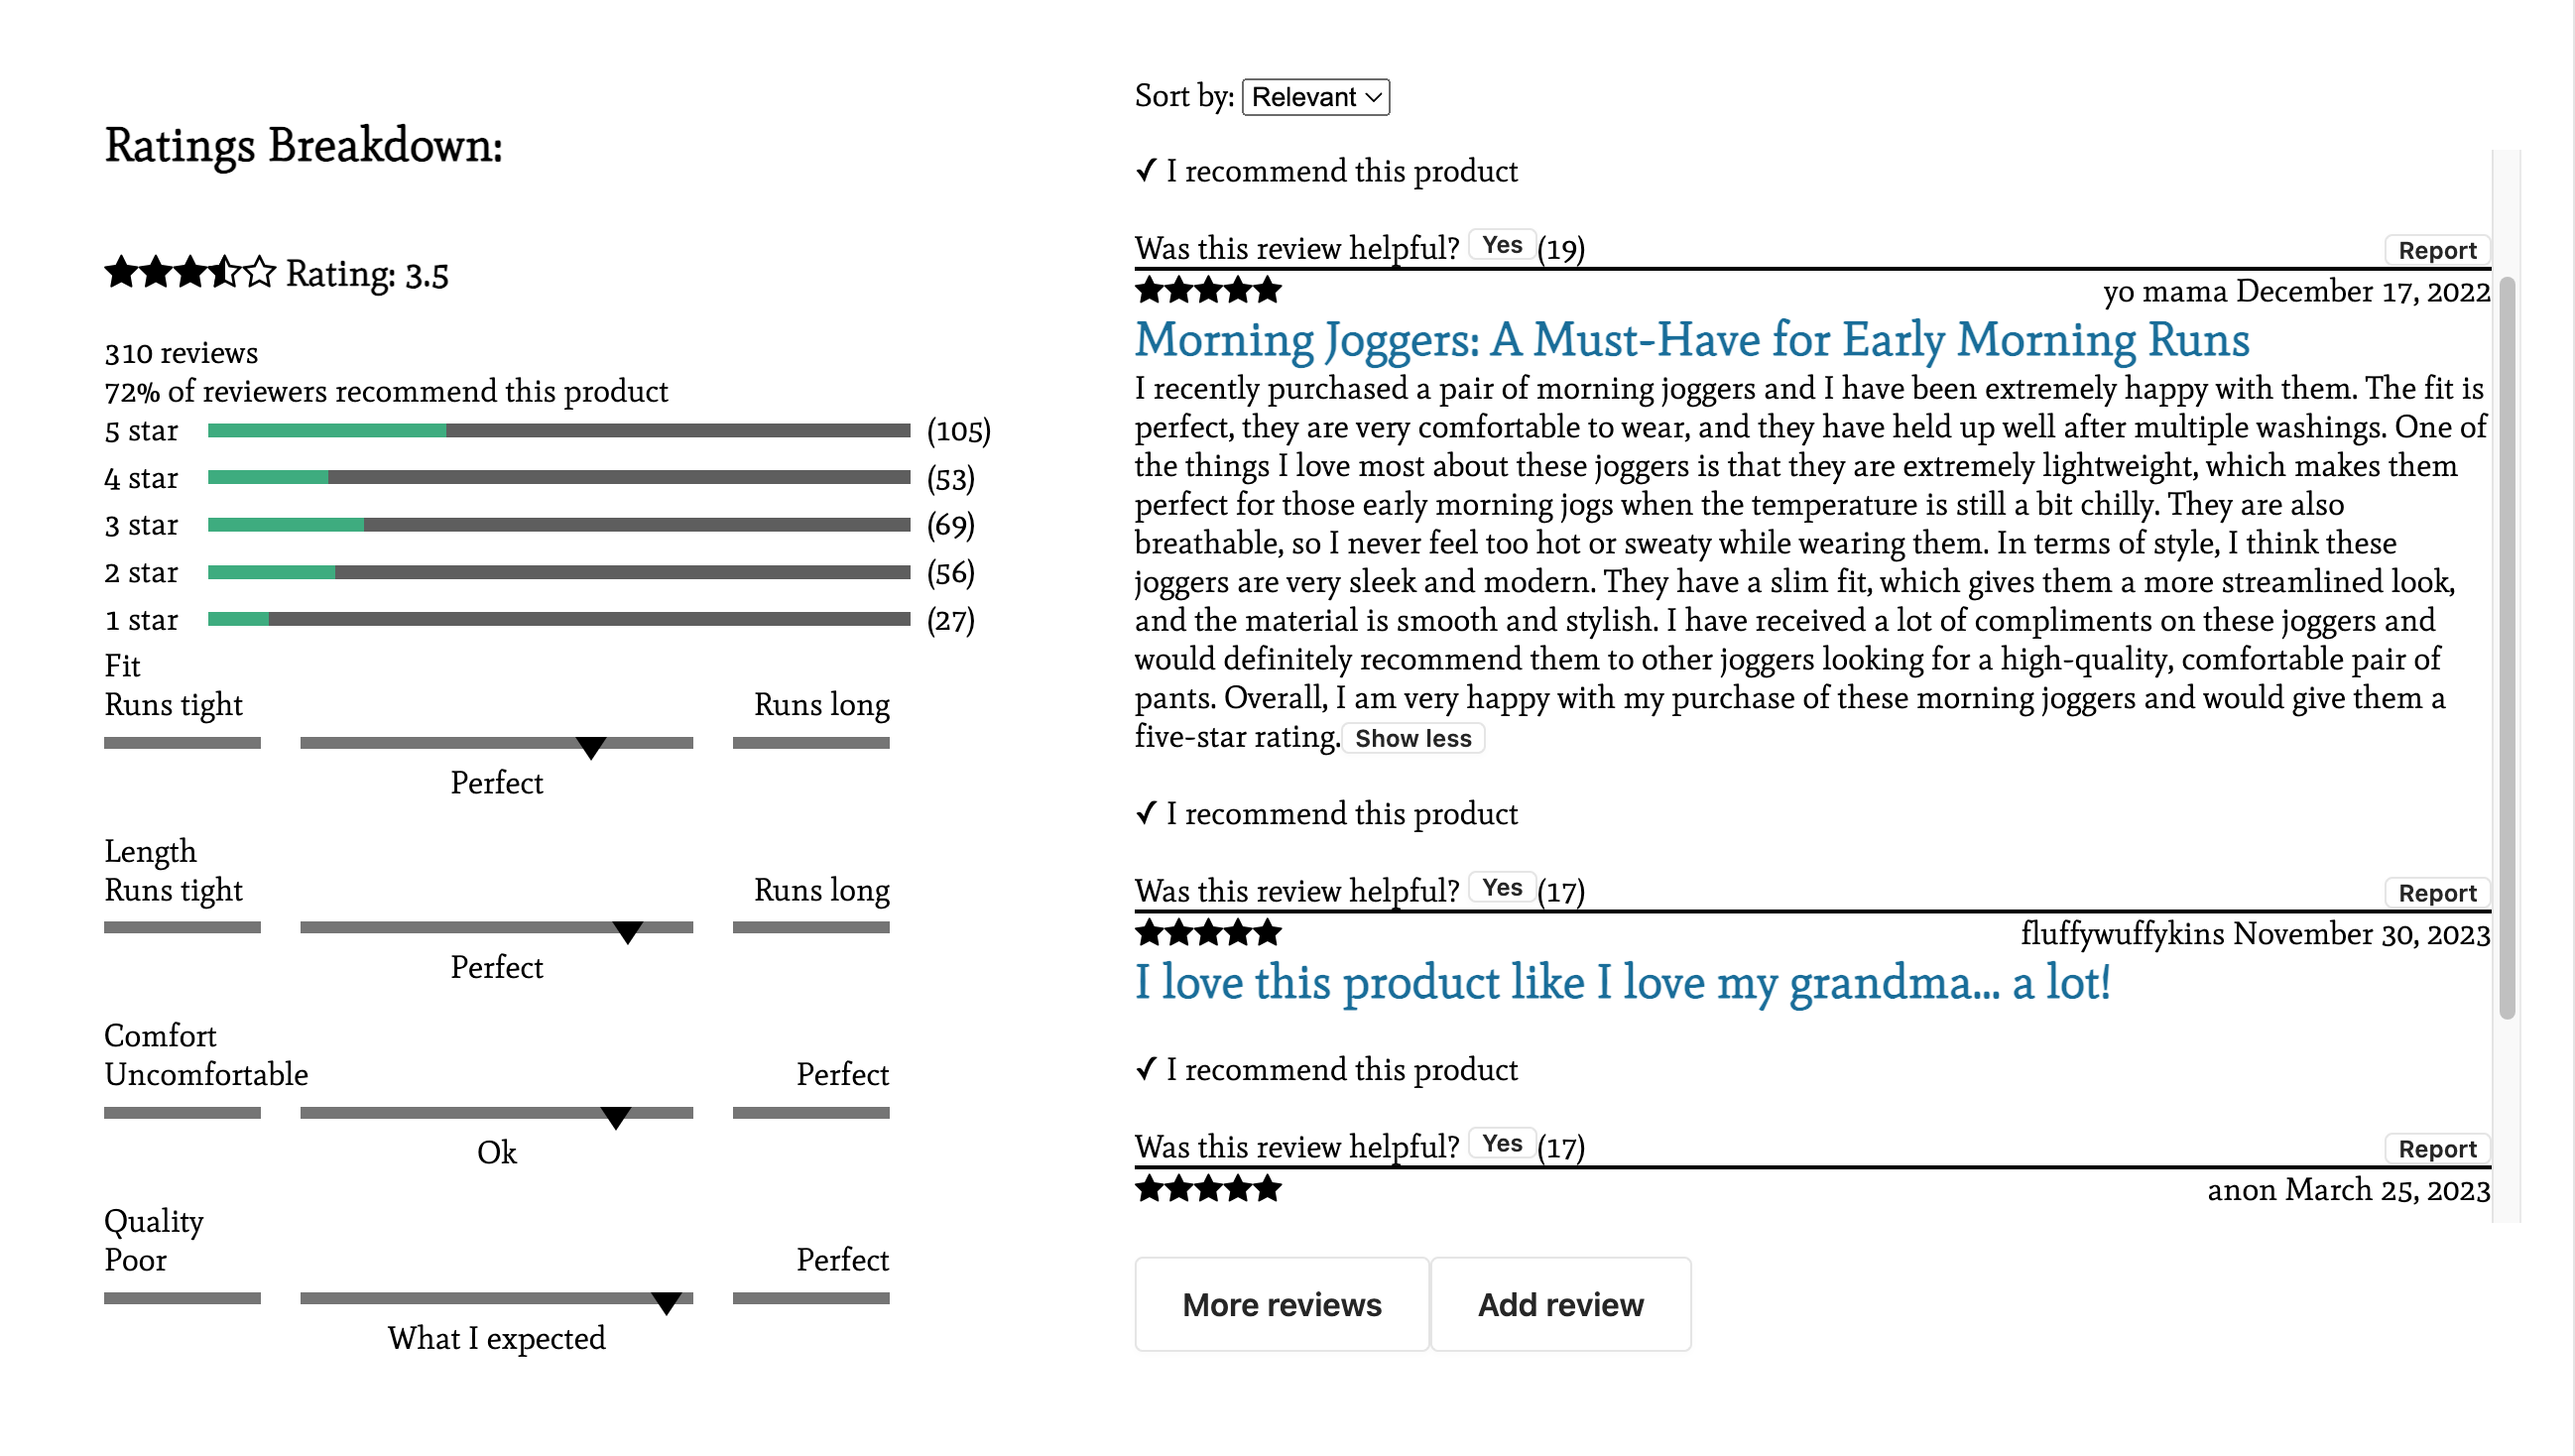 Ratings Breakdown:
Rating: 3.5
310 reviews
72% of reviewers recommend this product
5 star (105)
4 star (53)
3 star (69)
2 star (56)
1 star (27)
Fit
Runs tight Runs long
Perfect
Length
Runs tight Runs long
Perfect
Comfort
Uncomfortable Perfect
Ok
Quality
Poor Perfect
What I expected
Sort by: Relevant
✓ I recommend this product
Was this review helpful? Yes (19) Report
yo mama December 17, 2022
Morning Joggers: A Must-Have for Early Morning Runs
I recently purchased a pair of morning joggers and I have been extremely happy with them. The fit is
perfect, they are very comfortable to wear, and they have held up well after multiple washings. One of
the things I love most about these joggers is that they are extremely lightweight, which makes them
perfect for those early morning jogs when the temperature is still a bit chilly. They are also
breathable, so I never feel too hot or sweaty while wearing them. In terms of style, I think these
joggers are very sleek and modern. They have a slim fit, which gives them a more streamlined look,
and the material is smooth and stylish. I have received a lot of compliments on these joggers and
would definitely recommend them to other joggers looking for a high-quality, comfortable pair of
pants. Overall, I am very happy with my purchase of these morning joggers and would give them a
five-star rating. Show less
✓ I recommend this product
Was this review helpful? Yes (17) Report
fluffywuffykins November 30, 2023
I love this product like I love my grandma... a lot!
✓ I recommend this product
Was this review helpful? Yes (17) Report
anon March 25, 2023
More reviews Add review